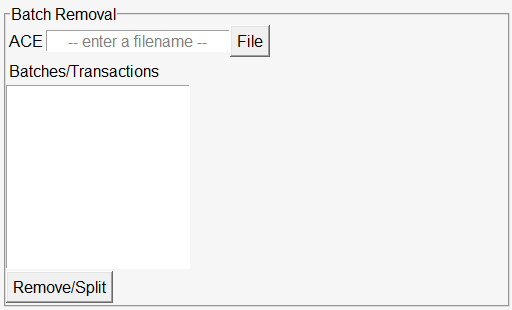 Batch Removal
ACE -- enter a filename -- File
Batches/Transactions
Remove/Split